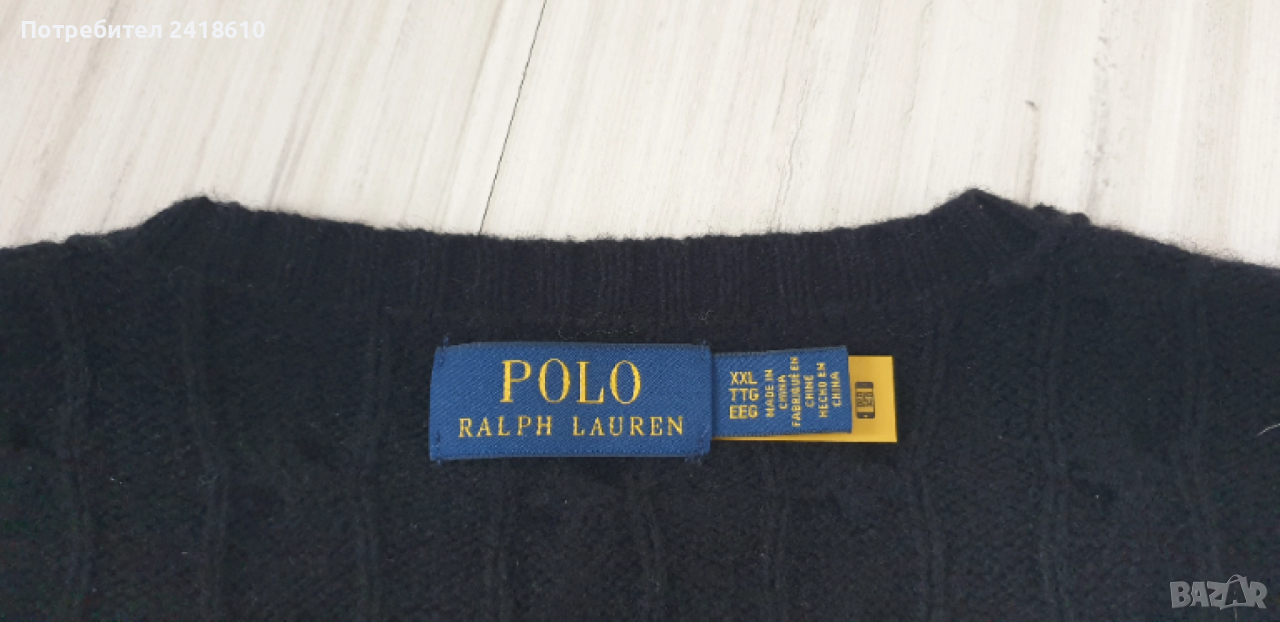 Потребител 2418610
POLO
RALPH LAUREN
XXL
TTG
EEG
MADE IN
CHINA
FABRIQUÉ EN
CHINE
HECHO EN
CHINA
BAZAR